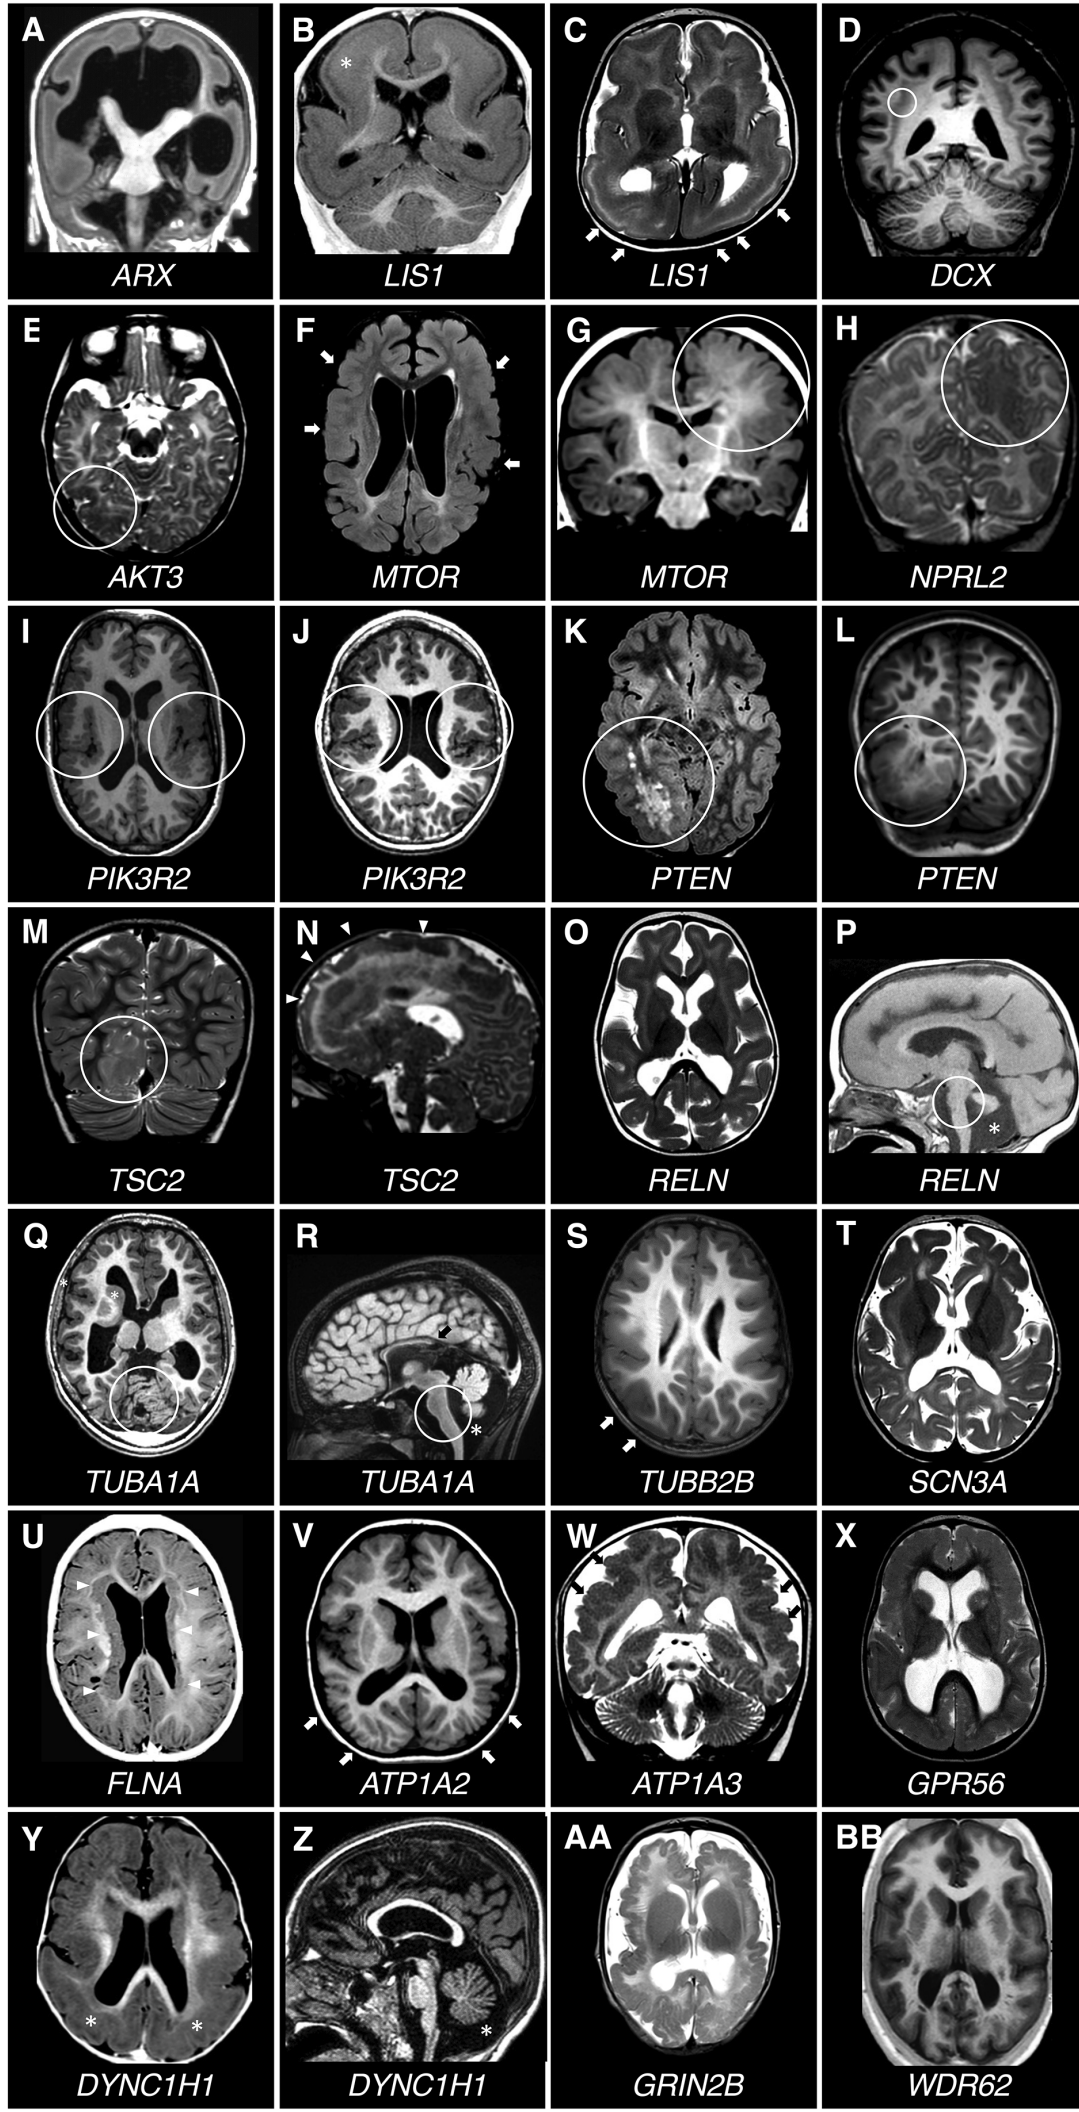 A B C D
ARX LIS1 LIS1 DCX
E F G H
AKT3 MTOR MTOR NPRL2
I J K L
PIK3R2 PIK3R2 PTEN PTEN
M N O P
* 
TSC2 TSC2 RELN RELN
Q R S T
TUBA1A TUBA1A TUBB2B SCN3A
U V W X
FLNA ATP1A2 ATP1A3 GPR56
Y Z AA BB
DYNC1H1 DYNC1H1 GRIN2B WDR62